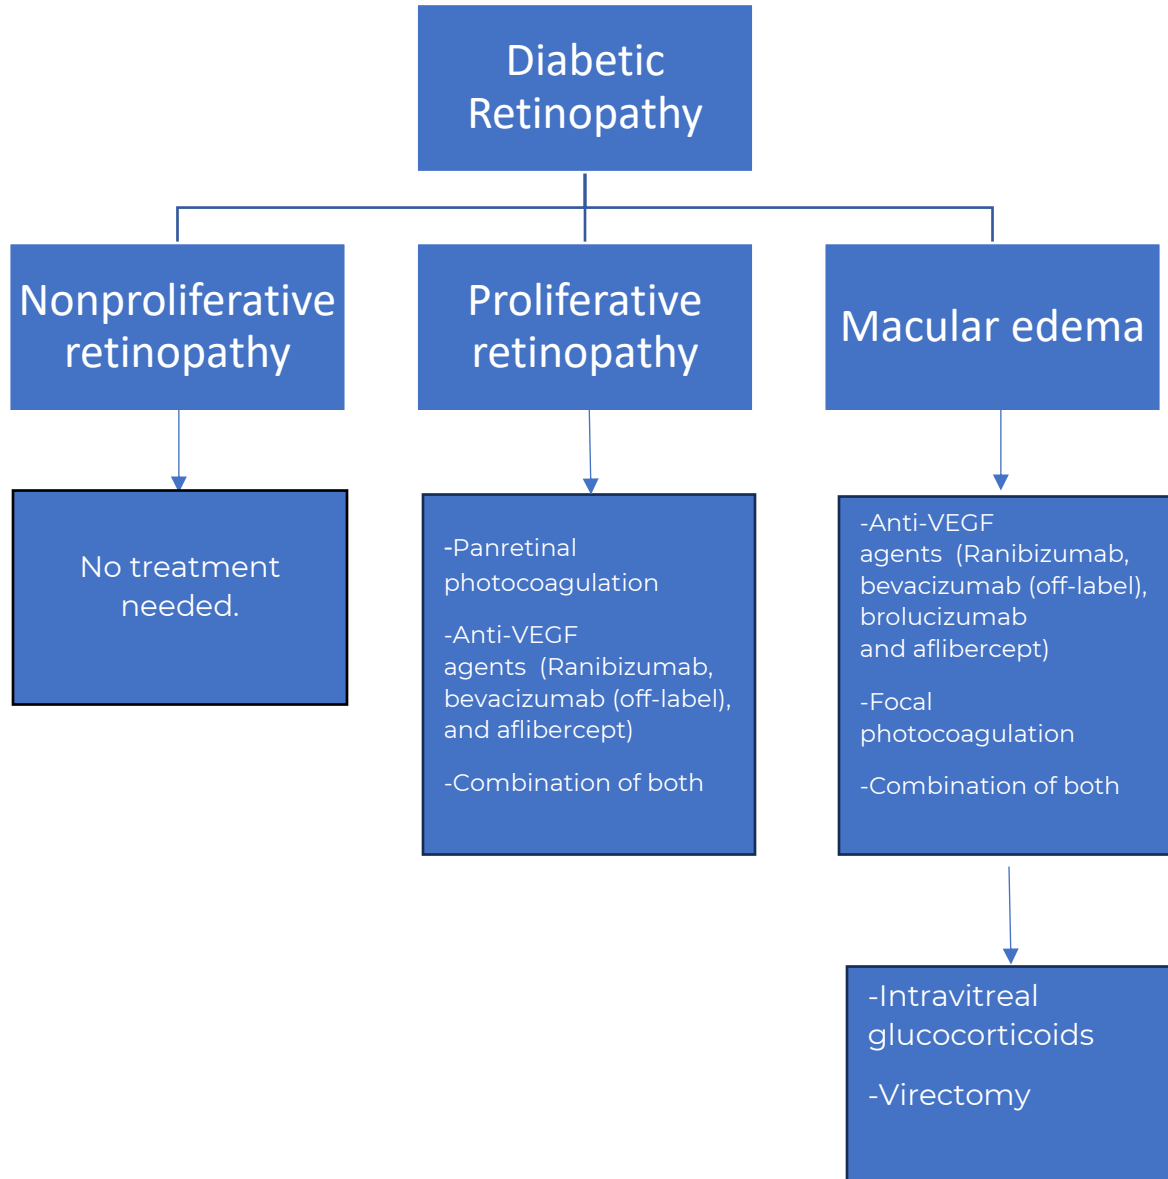 Diabetic
Retinopathy
Nonproliferative
retinopathy
Proliferative
retinopathy
Macular edema
No treatment
needed.
-Panretinal
photocoagulation
-Anti-VEGF
agents (Ranibizumab,
bevacizumab (off-label),
and aflibercept)
-Combination of both
-Anti-VEGF
agents (Ranibizumab,
bevacizumab (off-label),
brolucizumab
and aflibercept)
-Focal
photocoagulation
-Combination of both
-Intravitreal
glucocorticoids
-Virectomy